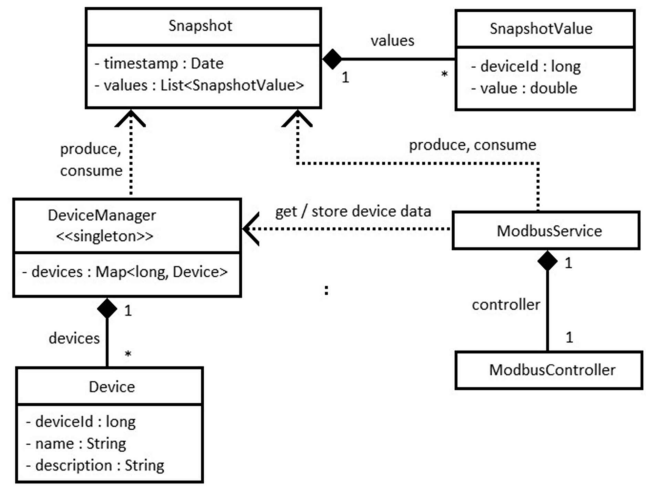 Snapshot
- timestamp : Date
- values : List<SnapshotValue>
values
1
*
SnapshotValue
- deviceId : long
- value : double
produce,
consume
produce, consume
DeviceManager
<<singleton>>
- devices : Map<long, Device>
get / store device data
ModbusService
:
1
devices
*
1
controller
1
ModbusController
Device
- deviceId : long
- name : String
- description : String